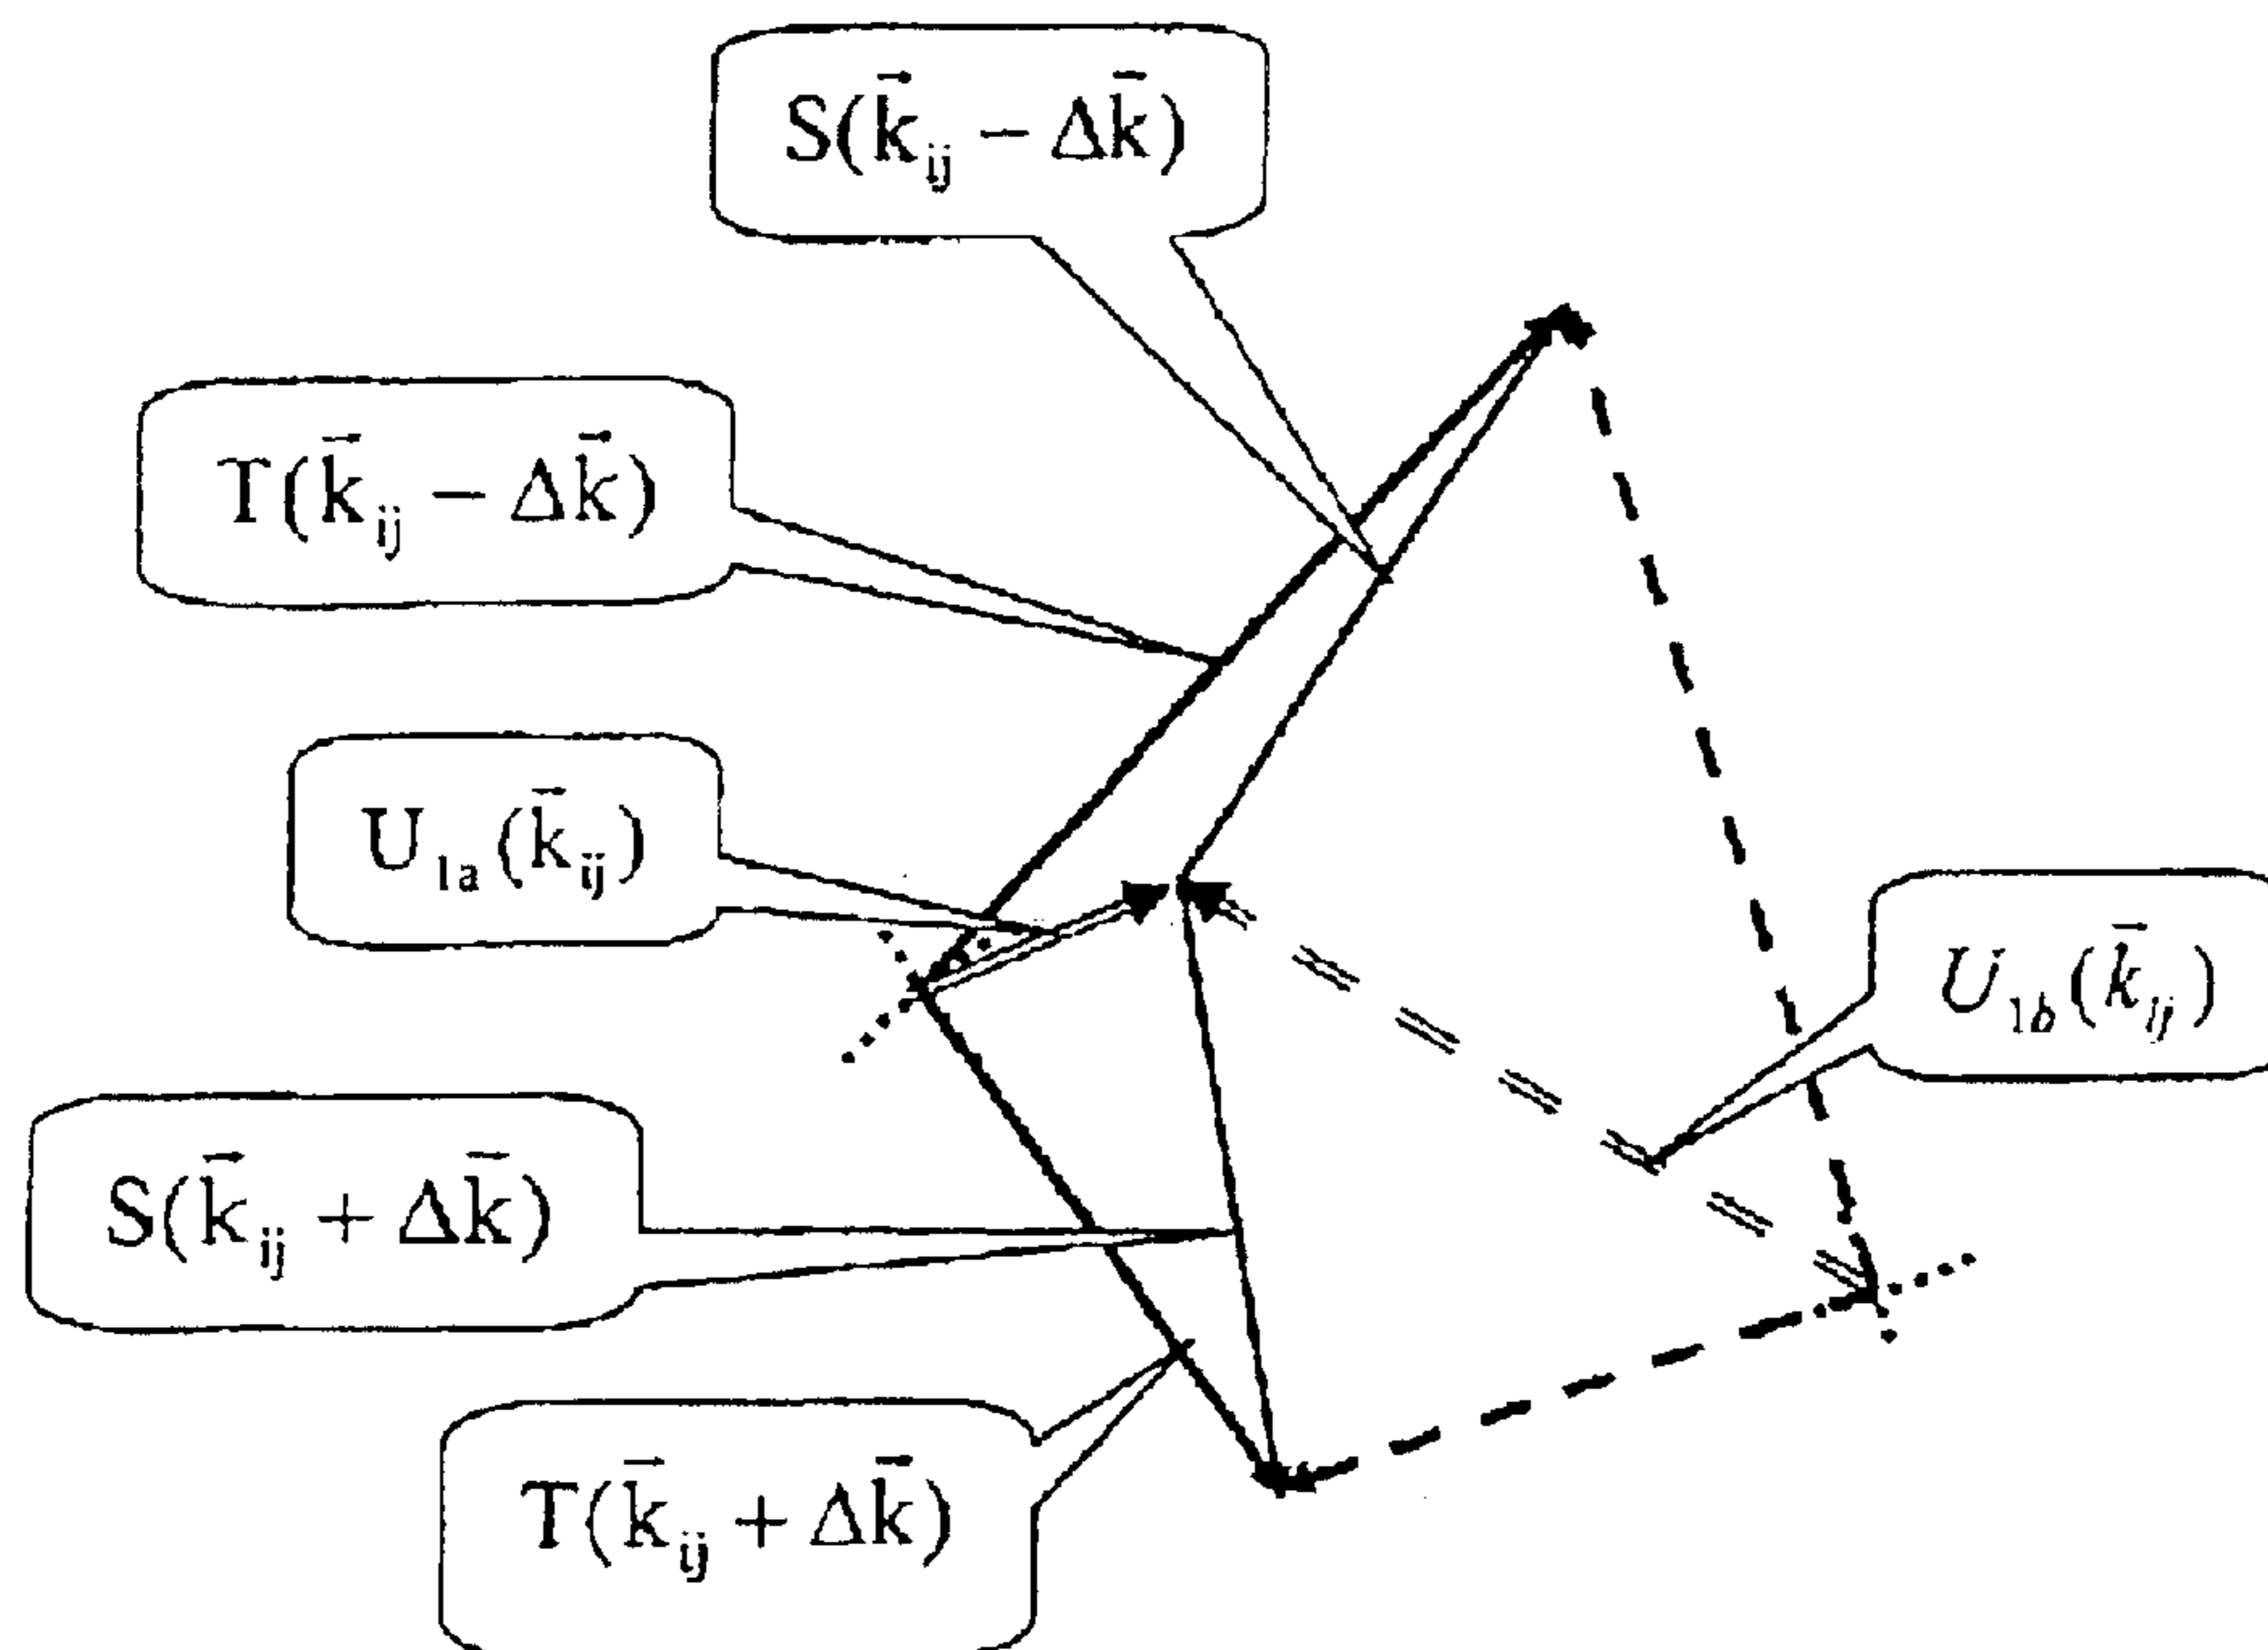 S(k⃗ij − Δk⃗)
T(k⃗ij − Δk⃗)
U1a(k⃗ij)
U1b(k⃗ij)
S(k⃗ij + Δk⃗)
T(k⃗ij + Δk⃗)